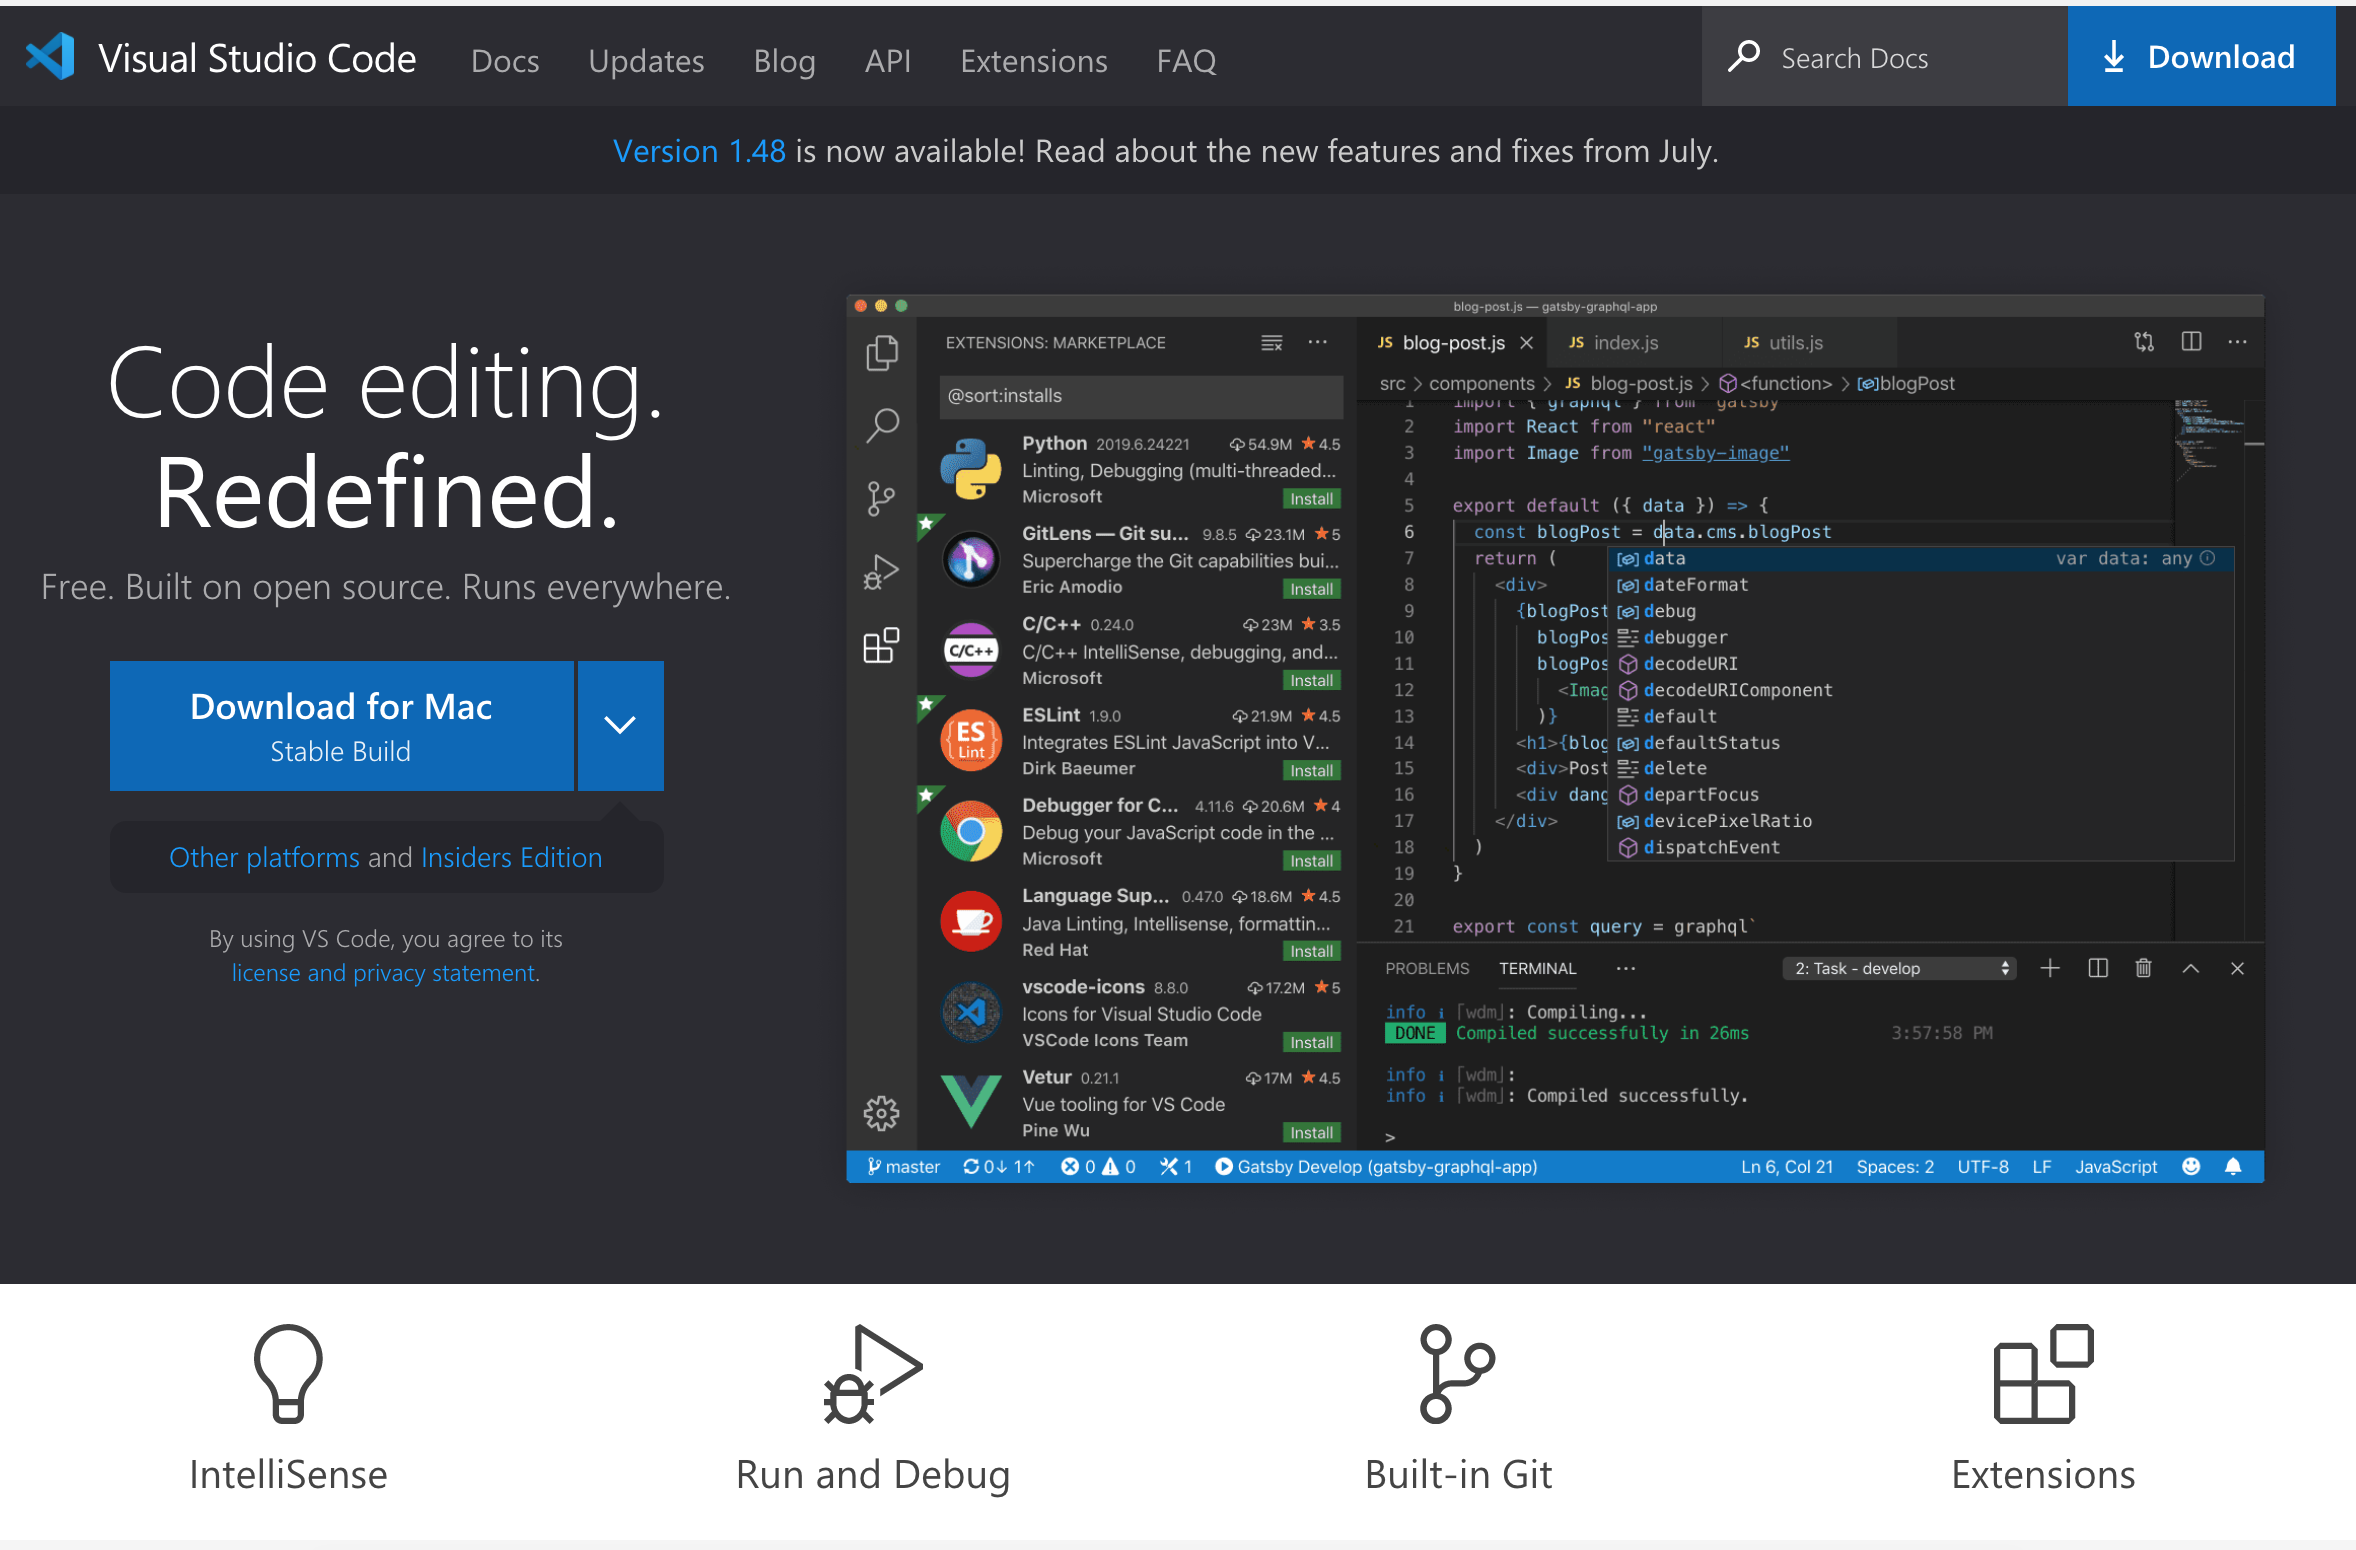 Visual Studio Code Docs Updates Blog API Extensions FAQ Search Docs Download
Version 1.48 is now available! Read about the new features and fixes from July.
Code editing.
Redefined.
Free. Built on open source. Runs everywhere.
Download for Mac
Stable Build
Other platforms and Insiders Edition
By using VS Code, you agree to its
license and privacy statement.
blog-post.js — gatsby-graphql-app
EXTENSIONS: MARKETPLACE
@sort:installs
Python 2019.6.24221 54.9M 4.5
Linting, Debugging (multi-threaded...
Microsoft Install
GitLens — Git su... 9.8.5 23.1M 5
Supercharge the Git capabilities bui...
Eric Amodio Install
C/C++
C/C++ 0.24.0 23M 3.5
C/C++ IntelliSense, debugging, and...
Microsoft Install
ES
Lint
ESLint 1.9.0 21.9M 4.5
Integrates ESLint JavaScript into V...
Dirk Baeumer Install
Debugger for C... 4.11.6 20.6M 4
Debug your JavaScript code in the ...
Microsoft Install
Language Sup... 0.47.0 18.6M 4.5
Java Linting, Intellisense, formattin...
Red Hat Install
vscode-icons 8.8.0 17.2M 5
Icons for Visual Studio Code
VSCode Icons Team Install
Vetur 0.21.1 17M 4.5
Vue tooling for VS Code
Pine Wu Install
JS blog-post.js JS index.js JS utils.js ...
src > components > JS blog-post.js > <function> > blogPost
1 import { graphql } from "gatsby
2 import React from "react"
3 import Image from "gatsby-image"
4
5 export default ({ data }) => {
6 const blogPost = data.cms.blogPost
7 return (
8 <div>
9 {blogPost
10 blogPos
11 blogPos
12 <Imag
13 )}
14 <h1>{blog
15 <div>Post
16 <div dang
17 </div>
18 )
19 }
20
21 export const query = graphql`
data var data: any
dateFormat
debug
debugger
decodeURI
decodeURIComponent
default
defaultStatus
delete
departFocus
devicePixelRatio
dispatchEvent
PROBLEMS TERMINAL ... 2: Task - develop
info i ｢wdm｣: Compiling...
DONE Compiled successfully in 26ms 3:57:58 PM
info i ｢wdm｣:
info i ｢wdm｣: Compiled successfully.
>
master 0↓ 1↑ 0 0 1 Gatsby Develop (gatsby-graphql-app) Ln 6, Col 21 Spaces: 2 UTF-8 LF JavaScript
IntelliSense
Run and Debug
Built-in Git
Extensions